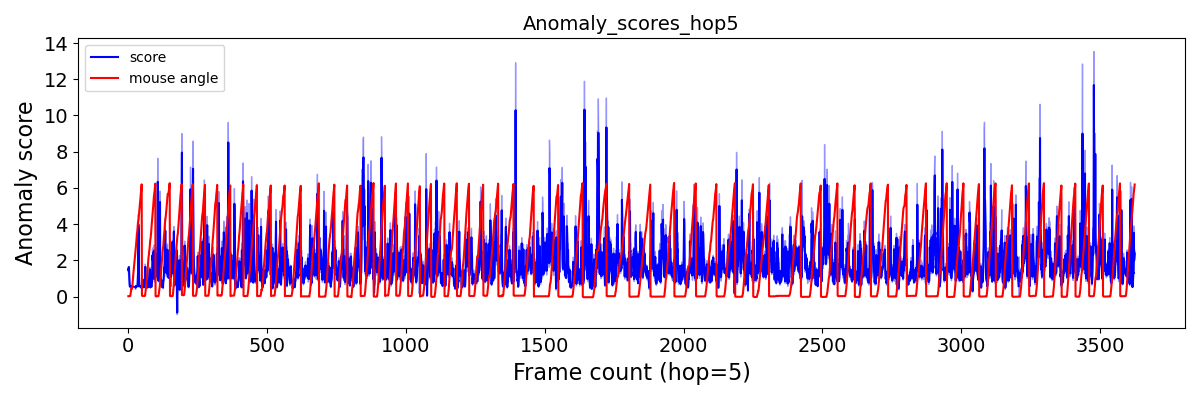 Anomaly_scores_hop5
14
12
10
8
6
4
2
0
Anomaly score
score
mouse angle
0 500 1000 1500 2000 2500 3000 3500
Frame count (hop=5)